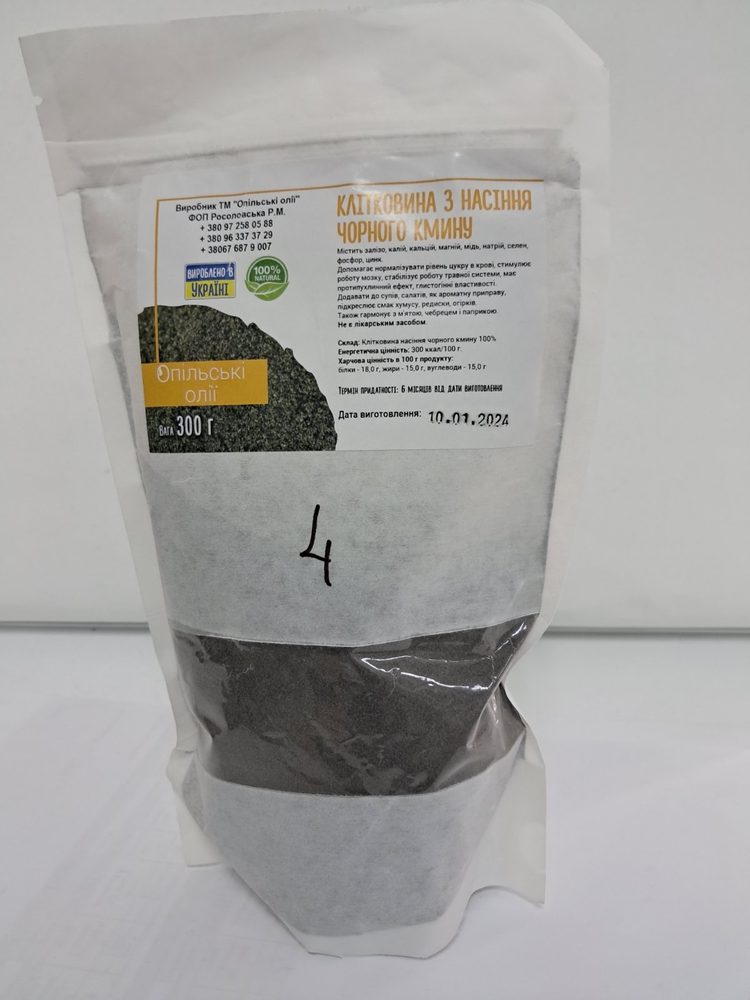 Виробник ТМ "Опільські олії"
ФОП Росоловська Р.М.
+ 380 97 258 05 88
+ 380 96 337 37 29
+ 38067 687 9 007
ВИРОБЛЕНО В
УКРАЇНІ
100%
NATURAL
Опільські
олії
Вага 300 г
КЛІТКОВИНА З НАСІННЯ
ЧОРНОГО КМИНУ
Містить залізо, калій, кальцій, магній, мідь, натрій, селен,
фосфор, цинк.
Допомагає нормалізувати рівень цукру в крові, стимулює
роботу мозку, стабілізує роботу травної системи, має
протипухлинний ефект, глистогінні властивості.
Додавати до супів, салатів, як ароматну приправу,
підкреслює смак хумусу, редиски, огірків.
Також гармонує з м'ятою, чебрецем і паприкою.
Не є лікарським засобом.
Склад: Клітковина насіння чорного кмину 100%
Енергетична цінність: 300 ккал/100 г.
Харчова цінність в 100 г продукту:
білки - 18,0 г, жири - 15,0 г, вуглеводи - 15,0 г
Термін придатності: 6 місяців від дати виготовлення
Дата виготовлення: 10.01.2024
4